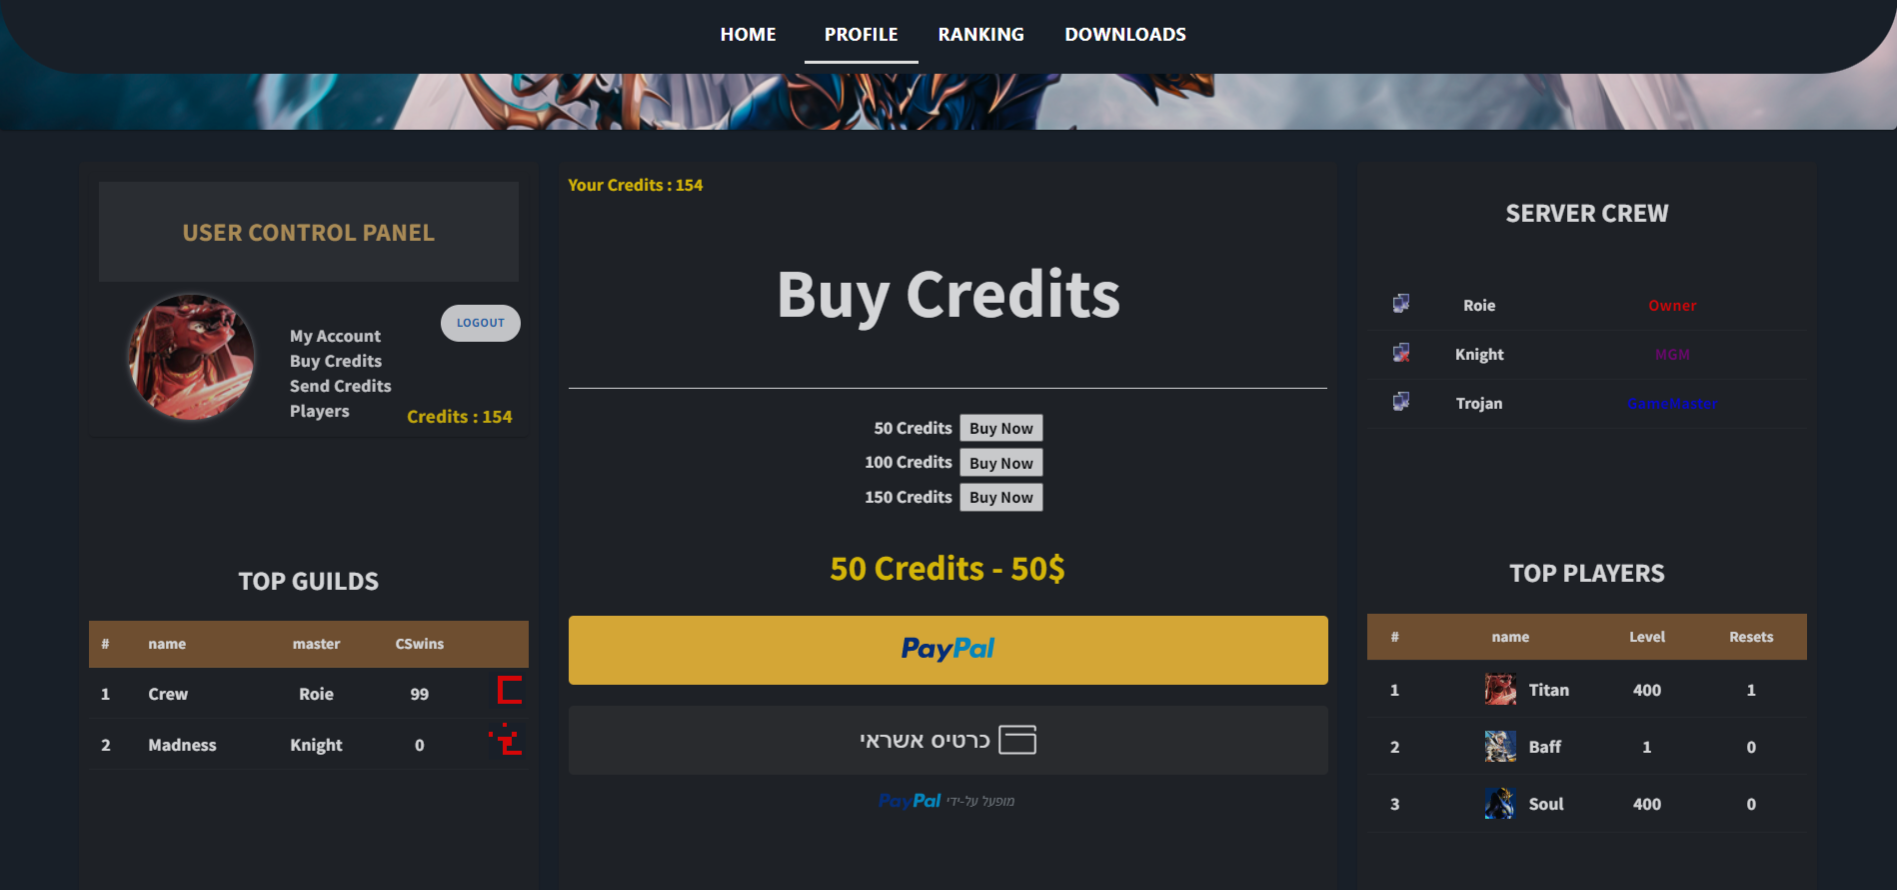 HOME PROFILE RANKING DOWNLOADS
USER CONTROL PANEL
LOGOUT
My Account
Buy Credits
Send Credits
Players
Credits : 154
TOP GUILDS
# name master CSwins
1 Crew Roie 99
2 Madness Knight 0
Your Credits : 154
Buy Credits
50 Credits Buy Now
100 Credits Buy Now
150 Credits Buy Now
50 Credits - 50$
PayPal
כרטיס אשראי
מופעל על-ידי PayPal
SERVER CREW
Roie Owner
Knight MGM
Trojan GameMaster
TOP PLAYERS
# name Level Resets
1 Titan 400 1
2 Baff 1 0
3 Soul 400 0